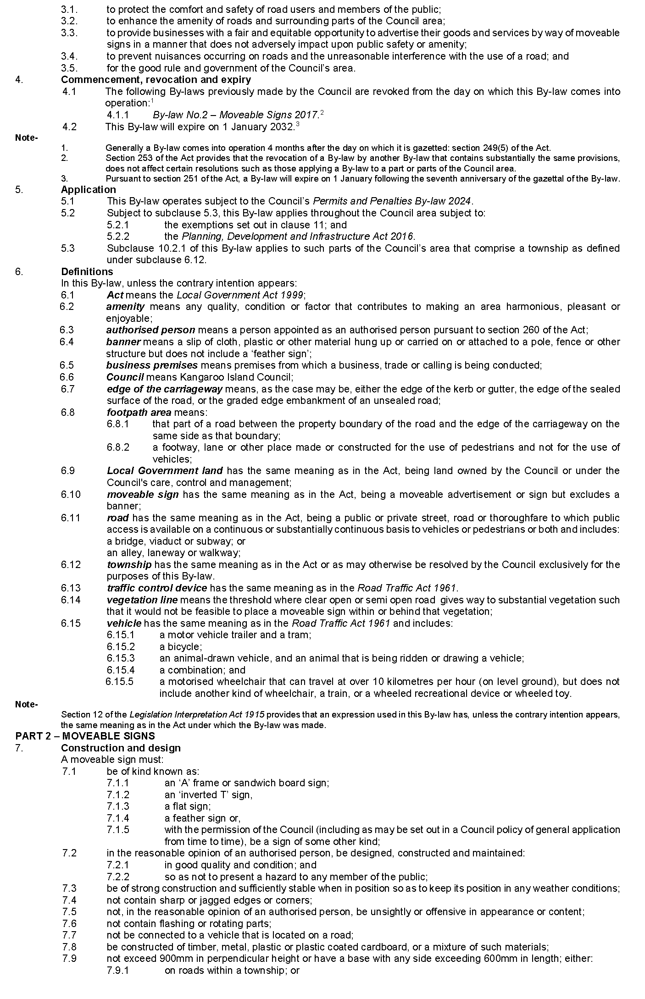 3.1. to protect the comfort and safety of road users and members of the public;
3.2. to enhance the amenity of roads and surrounding parts of the Council area;
3.3. to provide businesses with a fair and equitable opportunity to advertise their goods and services by way of moveable
signs in a manner that does not adversely impact upon public safety or amenity;
3.4. to prevent nuisances occurring on roads and the unreasonable interference with the use of a road; and
3.5. for the good rule and government of the Council’s area.
4. Commencement, revocation and expiry
4.1 The following By-laws previously made by the Council are revoked from the day on which this By-law comes into
operation:1
4.1.1 By-law No.2 – Moveable Signs 2017.2
4.2 This By-law will expire on 1 January 2032.3
Note-
1. Generally a By-law comes into operation 4 months after the day on which it is gazetted: section 249(5) of the Act.
2. Section 253 of the Act provides that the revocation of a By-law by another By-law that contains substantially the same provisions,
does not affect certain resolutions such as those applying a By-law to a part or parts of the Council area.
3. Pursuant to section 251 of the Act, a By-law will expire on 1 January following the seventh anniversary of the gazettal of the By-law.
5. Application
5.1 This By-law operates subject to the Council’s Permits and Penalties By-law 2024.
5.2 Subject to subclause 5.3, this By-law applies throughout the Council area subject to:
5.2.1 the exemptions set out in clause 11; and
5.2.2 the Planning, Development and Infrastructure Act 2016.
5.3 Subclause 10.2.1 of this By-law applies to such parts of the Council’s area that comprise a township as defined
under subclause 6.12.
6. Definitions
In this By-law, unless the contrary intention appears:
6.1 Act means the Local Government Act 1999;
6.2 amenity means any quality, condition or factor that contributes to making an area harmonious, pleasant or
enjoyable;
6.3 authorised person means a person appointed as an authorised person pursuant to section 260 of the Act;
6.4 banner means a slip of cloth, plastic or other material hung up or carried on or attached to a pole, fence or other
structure but does not include a ‘feather sign’;
6.5 business premises means premises from which a business, trade or calling is being conducted;
6.6 Council means Kangaroo Island Council;
6.7 edge of the carriageway means, as the case may be, either the edge of the kerb or gutter, the edge of the sealed
surface of the road, or the graded edge embankment of an unsealed road;
6.8 footpath area means:
6.8.1 that part of a road between the property boundary of the road and the edge of the carriageway on the
same side as that boundary;
6.8.2 a footway, lane or other place made or constructed for the use of pedestrians and not for the use of
vehicles;
6.9 Local Government land has the same meaning as in the Act, being land owned by the Council or under the
Council's care, control and management;
6.10 moveable sign has the same meaning as in the Act, being a moveable advertisement or sign but excludes a
banner;
6.11 road has the same meaning as in the Act, being a public or private street, road or thoroughfare to which public
access is available on a continuous or substantially continuous basis to vehicles or pedestrians or both and includes:
a bridge, viaduct or subway; or
an alley, laneway or walkway;
6.12 township has the same meaning as in the Act or as may otherwise be resolved by the Council exclusively for the
purposes of this By-law.
6.13 traffic control device has the same meaning as in the Road Traffic Act 1961.
6.14 vegetation line means the threshold where clear open or semi open road gives way to substantial vegetation such
that it would not be feasible to place a moveable sign within or behind that vegetation;
6.15 vehicle has the same meaning as in the Road Traffic Act 1961 and includes:
6.15.1 a motor vehicle trailer and a tram;
6.15.2 a bicycle;
6.15.3 an animal-drawn vehicle, and an animal that is being ridden or drawing a vehicle;
6.15.4 a combination; and
6.15.5 a motorised wheelchair that can travel at over 10 kilometres per hour (on level ground), but does not
include another kind of wheelchair, a train, or a wheeled recreational device or wheeled toy.
Note-
Section 12 of the Legislation Interpretation Act 1915 provides that an expression used in this By-law has, unless the contrary intention appears,
the same meaning as in the Act under which the By-law was made.
PART 2 – MOVEABLE SIGNS
7. Construction and design
A moveable sign must:
7.1 be of kind known as:
7.1.1 an ‘A’ frame or sandwich board sign;
7.1.2 an ‘inverted T’ sign,
7.1.3 a flat sign;
7.1.4 a feather sign or,
7.1.5 with the permission of the Council (including as may be set out in a Council policy of general application
from time to time), be a sign of some other kind;
7.2 in the reasonable opinion of an authorised person, be designed, constructed and maintained:
7.2.1 in good quality and condition; and
7.2.2 so as not to present a hazard to any member of the public;
7.3 be of strong construction and sufficiently stable when in position so as to keep its position in any weather conditions;
7.4 not contain sharp or jagged edges or corners;
7.5 not, in the reasonable opinion of an authorised person, be unsightly or offensive in appearance or content;
7.6 not contain flashing or rotating parts;
7.7 not be connected to a vehicle that is located on a road;
7.8 be constructed of timber, metal, plastic or plastic coated cardboard, or a mixture of such materials;
7.9 not exceed 900mm in perpendicular height or have a base with any side exceeding 600mm in length; either:
7.9.1 on roads within a township; or